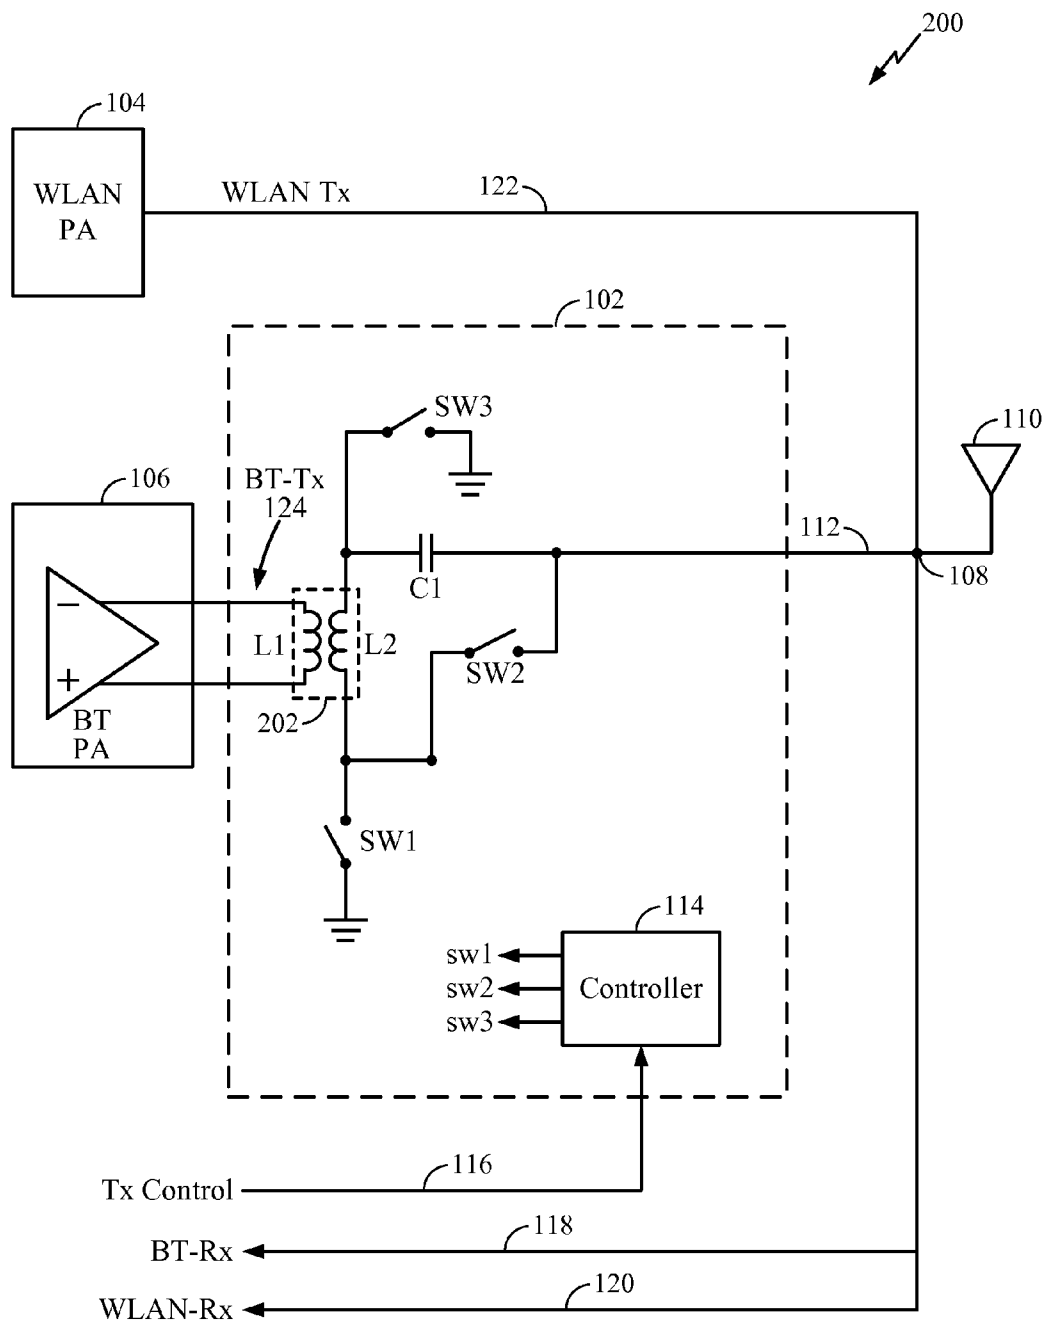 200
104
WLAN
PA
WLAN Tx
122
102
SW3
110
106
BT-Tx
124
112
108
C1
−
+
BT
PA
L1
L2
SW2
202
SW1
114
sw1
sw2
sw3
Controller
116
Tx Control
118
BT-Rx
120
WLAN-Rx